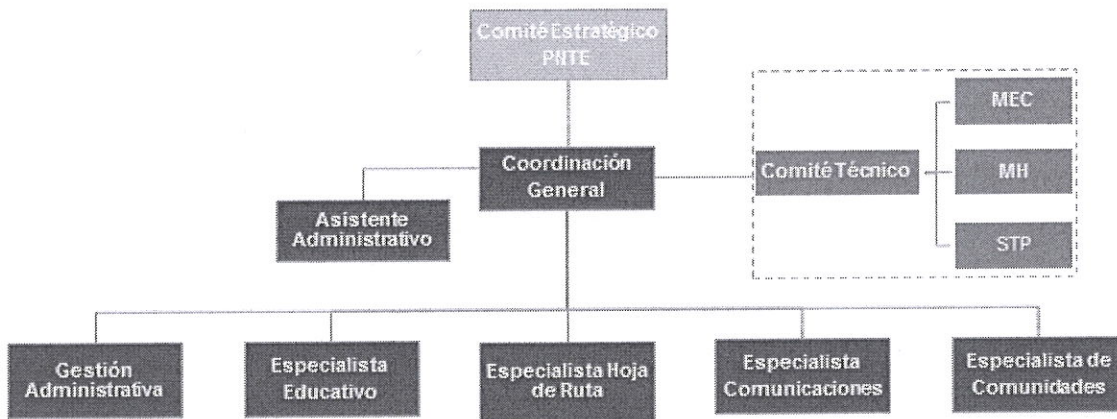 Comité Estratégico
PNTE
MEC
Coordinación
General
Comité Técnico
MH
Asistente
Administrativo
STP
Gestión
Administrativa
Especialista
Educativo
Especialista Hoja
de Ruta
Especialista
Comunicaciones
Especialista de
Comunidades